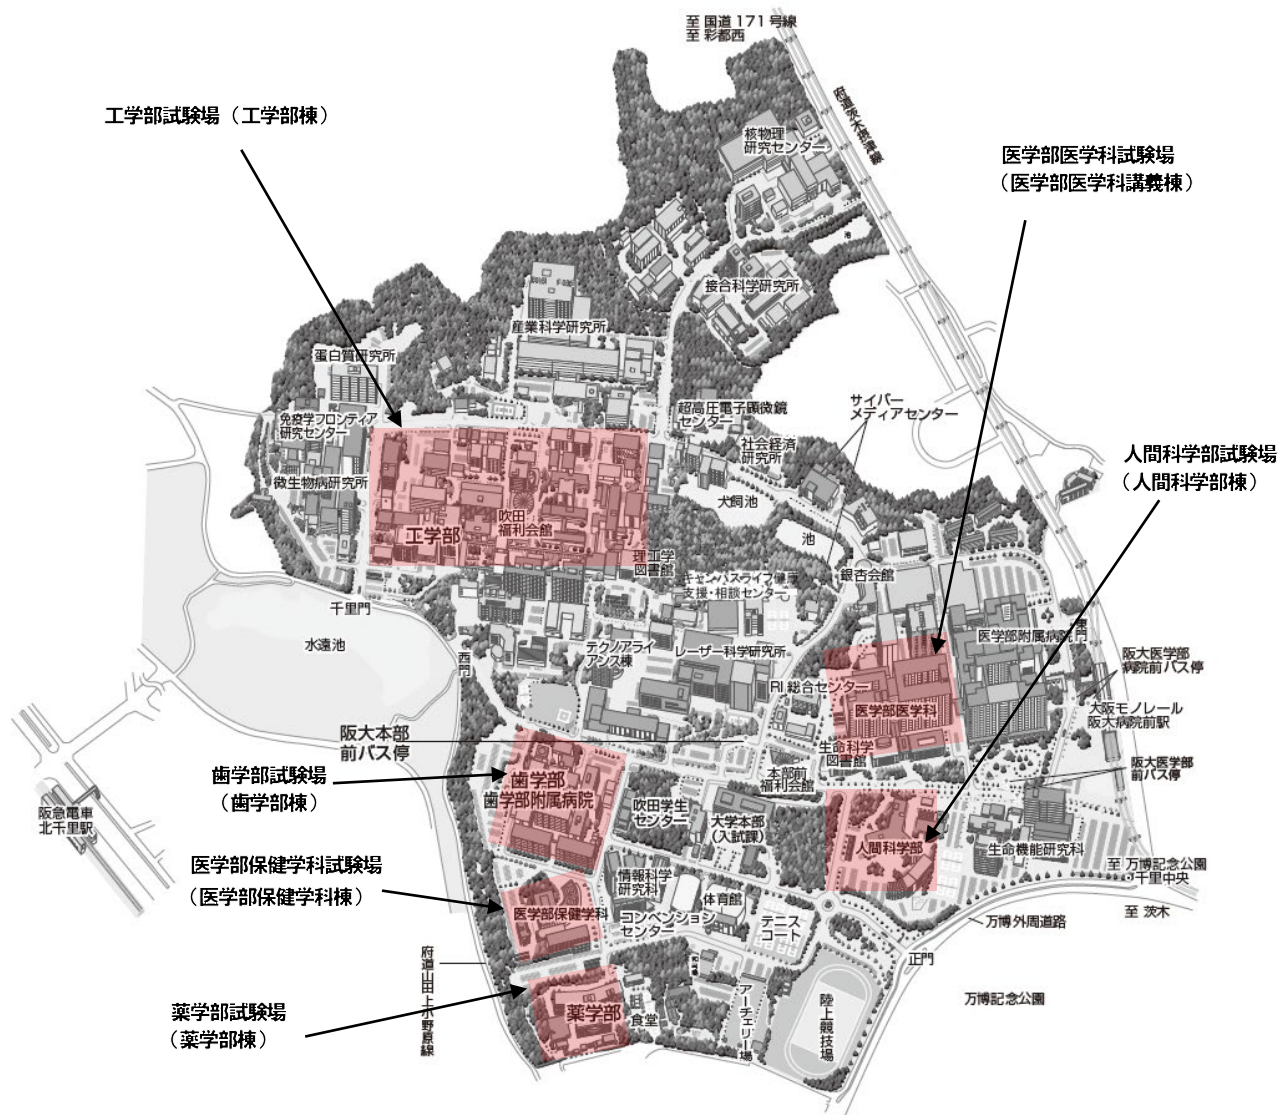 至 国道 171 号線
至 彩都西
府道茨木摂津線
工学部試験場（工学部棟）
核物理
研究センター
医学部医学科試験場
（医学部医学科講義棟）
池
接合科学研究所
産業科学研究所
蛋白質研究所
免疫学フロンティア
研究センター
超高圧電子顕微鏡
センター
サイバー
メディアセンター
社会経済
研究所
人間科学部試験場
（人間科学部棟）
微生物病研究所
犬飼池
吹田
福利会館
工学部
池
理工学
図書館
銀杏会館
キャンパスライフ健康
支援・相談センター
千里門
水遠池
西門
テクノアライ
アンス棟
レーザー科学研究所
医学部附属病院
東門
阪大医学部
病院前バス停
RI 総合センター
医学部医学科
大阪モノレール
阪大病院前駅
阪大本部
前バス停
生命科学
図書館
阪大医学部
前バス停
本部前
福利会館
歯学部試験場
（歯学部棟）
歯学部
歯学部附属病院
阪急電車
北千里駅
吹田学生
センター
大学本部
（入試課）
人間科学部
生命機能研究科
至 万博記念公園
千里中央
至 茨木
医学部保健学科試験場
（医学部保健学科棟）
情報科学
研究科
体育館
医学部保健学科
コンベンション
センター
テニス
コート
万博外周道路
正門
府道山田上小野原線
万博記念公園
薬学部試験場
（薬学部棟）
薬学部
食堂
アーチェリー場
陸上競技場